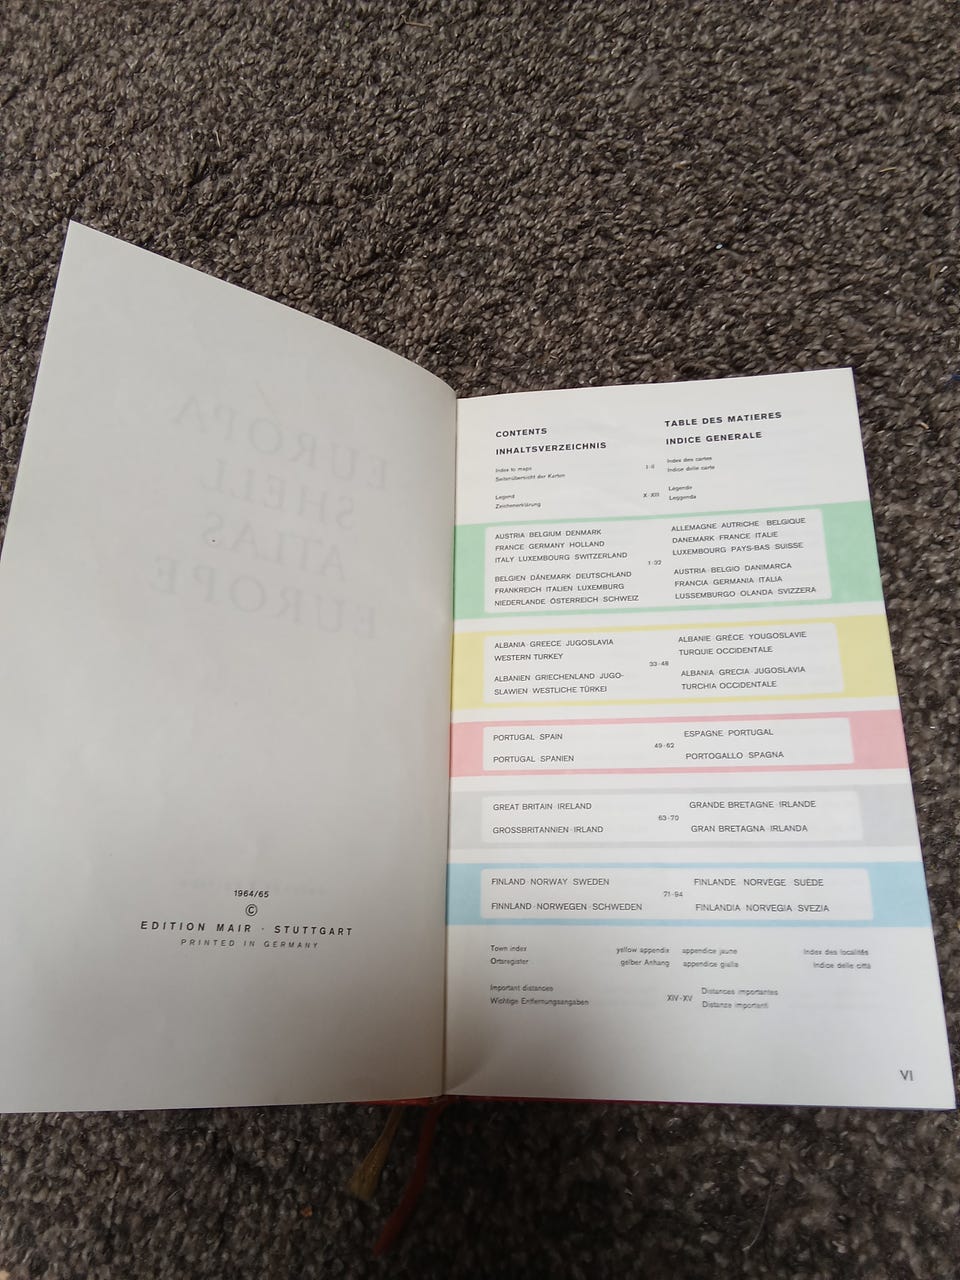 EUROPA
SHELL
ATLAS
EUROPE
1964/65
©
EDITION MAIR · STUTTGART
PRINTED IN GERMANY
CONTENTS
INHALTSVERZEICHNIS
TABLE DES MATIERES
INDICE GENERALE
Index to maps
Seitenübersicht der Karten
Index des cartes
Indice delle carte
Legend
Zeichenerklärung
X-XIII
Legende
Leggenda
AUSTRIA·BELGIUM·DENMARK
FRANCE·GERMANY·HOLLAND
ITALY·LUXEMBOURG·SWITZERLAND
BELGIEN·DÄNEMARK·DEUTSCHLAND
FRANKREICH·ITALIEN·LUXEMBURG
NIEDERLANDE·ÖSTERREICH·SCHWEIZ
1-32
ALLEMAGNE·AUTRICHE·BELGIQUE
DANEMARK·FRANCE·ITALIE
LUXEMBOURG·PAYS-BAS·SUISSE
AUSTRIA·BELGIO·DANIMARCA
FRANCIA·GERMANIA·ITALIA
LUSSEMBURGO·OLANDA·SVIZZERA
ALBANIA·GREECE·JUGOSLAVIA
WESTERN TURKEY
ALBANIEN·GRIECHENLAND·JUGO-
SLAWIEN·WESTLICHE TÜRKEI
33-48
ALBANIE·GRÈCE·YOUGOSLAVIE
TURQUIE OCCIDENTALE
ALBANIA·GRECIA·JUGOSLAVIA
TURCHIA OCCIDENTALE
PORTUGAL·SPAIN
PORTUGAL·SPANIEN
49-62
ESPAGNE·PORTUGAL
PORTOGALLO·SPAGNA
GREAT BRITAIN·IRELAND
GROSSBRITANNIEN·IRLAND
63-70
GRANDE BRETAGNE·IRLANDE
GRAN BRETAGNA·IRLANDA
FINLAND·NORWAY·SWEDEN
FINNLAND·NORWEGEN·SCHWEDEN
71-94
FINLANDE·NORVEGE·SUÈDE
FINLANDIA·NORVEGIA·SVEZIA
Town index
Ortsregister
yellow appendix
gelber Anhang
appendice jaune
appendice gialla
Index des localités
Indice delle città
Important distances
Wichtige Entfernungsangaben
XIV-XV
Distances importantes
Distanze importanti
VI